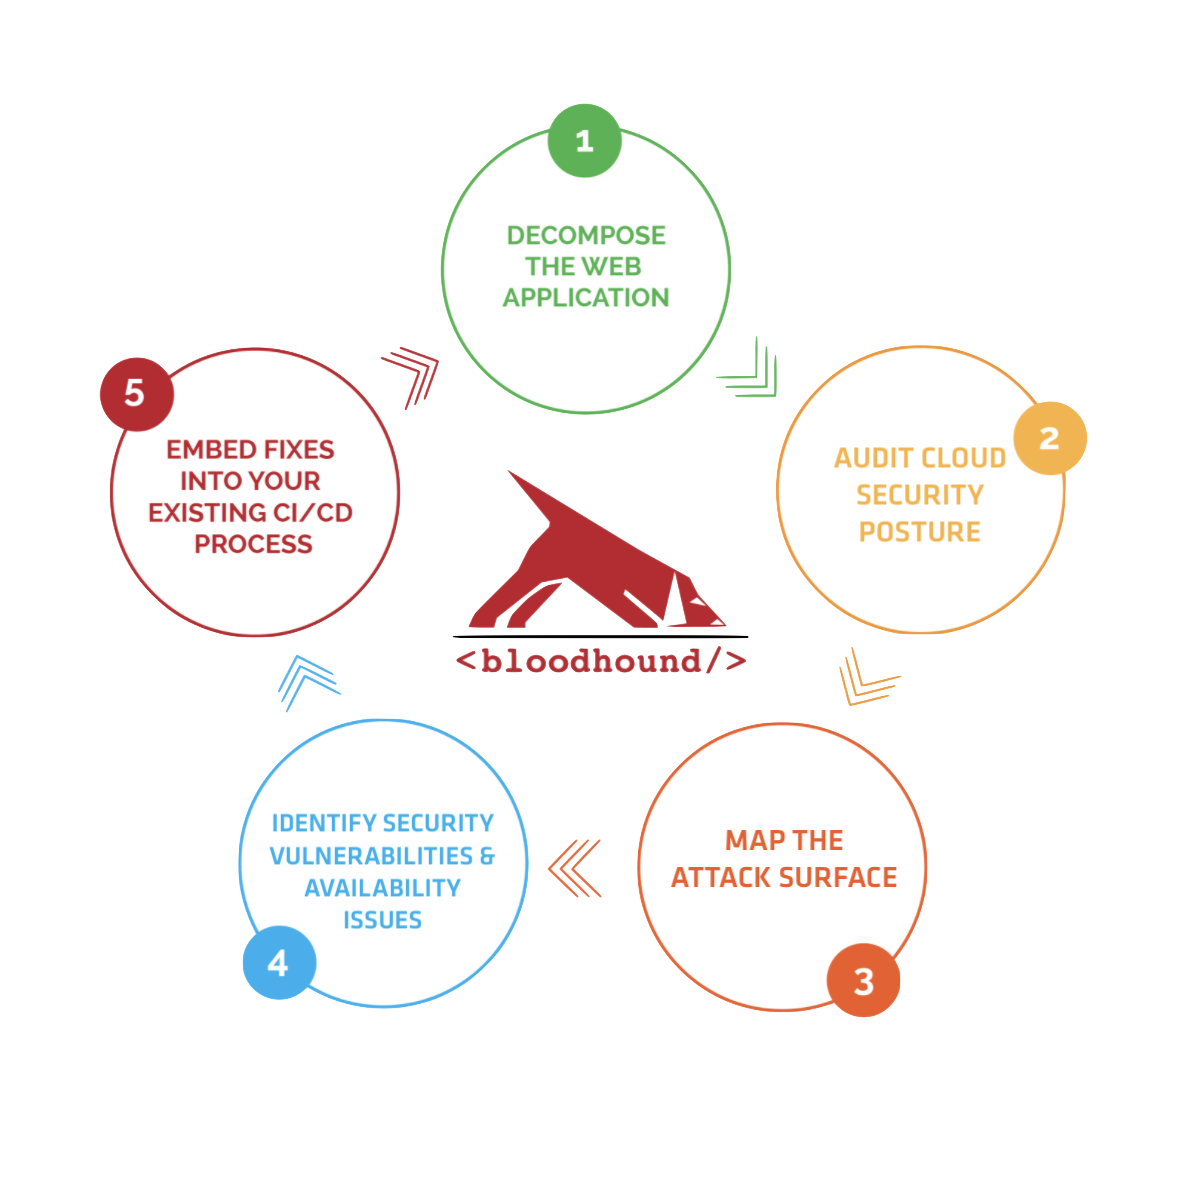 1
DECOMPOSE
THE WEB
APPLICATION
2
AUDIT CLOUD
SECURITY
POSTURE
3
MAP THE
ATTACK SURFACE
4
IDENTIFY SECURITY
VULNERABILITIES &
AVAILABILITY
ISSUES
5
EMBED FIXES
INTO YOUR
EXISTING CI/CD
PROCESS
<bloodhound/>